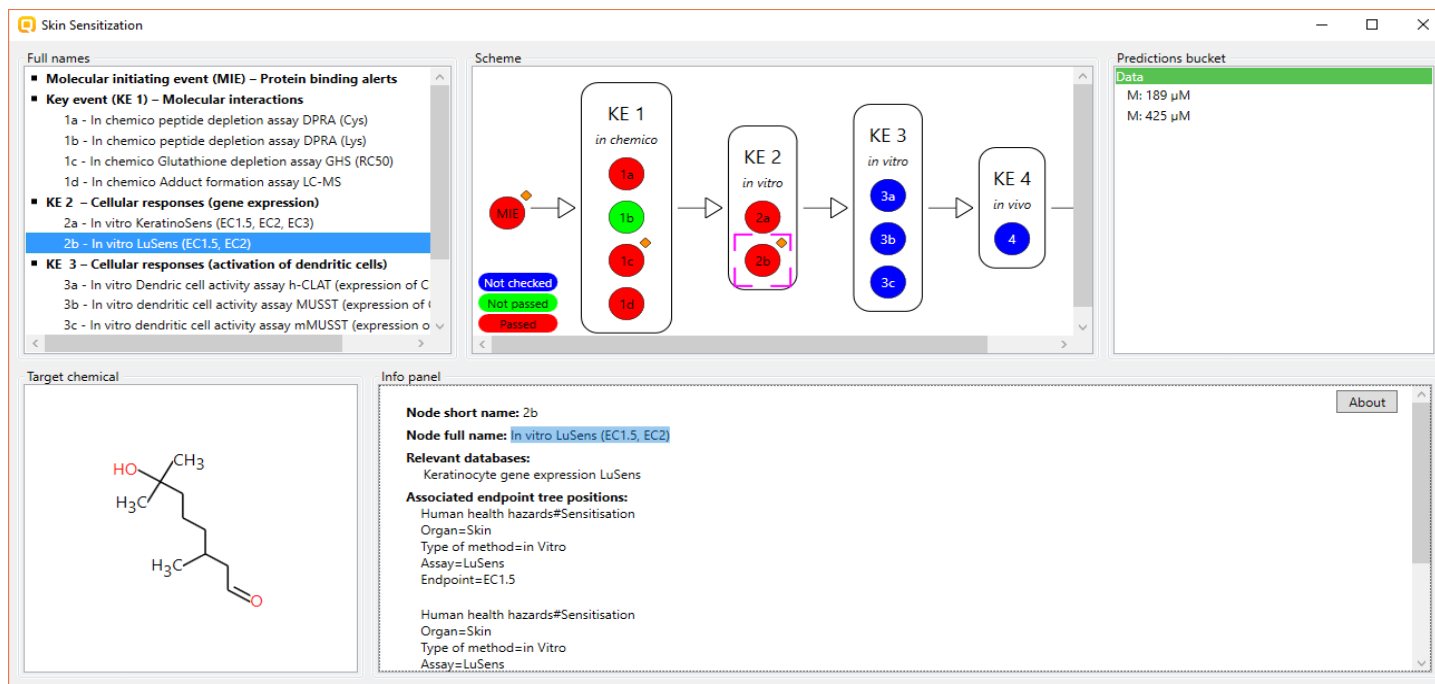 Skin Sensitization
Full names
Molecular initiating event (MIE) – Protein binding alerts
Key event (KE 1) – Molecular interactions
1a - In chemico peptide depletion assay DPRA (Cys)
1b - In chemico peptide depletion assay DPRA (Lys)
1c - In chemico Glutathione depletion assay GHS (RC50)
1d - In chemico Adduct formation assay LC-MS
KE 2 – Cellular responses (gene expression)
2a - In vitro KeratinoSens (EC1.5, EC2, EC3)
2b - In vitro LuSens (EC1.5, EC2)
KE 3 – Cellular responses (activation of dendritic cells)
3a - In vitro Dendric cell activity assay h-CLAT (expression of C
3b - In vitro dendritic cell activity assay MUSST (expression of
3c - In vitro dendritic cell activity assay mMUSST (expression o
Scheme
MIE
KE 1
in chemico
1a
1b
1c
1d
KE 2
in vitro
2a
2b
KE 3
in vitro
3a
3b
3c
KE 4
in vivo
4
Not checked
Not passed
Passed
Predictions bucket
Data
M: 189 µM
M: 425 µM
Target chemical
HO
CH3
H3C
H3C
O
Info panel
About
Node short name: 2b
Node full name: In vitro LuSens (EC1.5, EC2)
Relevant databases:
Keratinocyte gene expression LuSens
Associated endpoint tree positions:
Human health hazards#Sensitisation
Organ=Skin
Type of method=in Vitro
Assay=LuSens
Endpoint=EC1.5
Human health hazards#Sensitisation
Organ=Skin
Type of method=in Vitro
Assay=LuSens